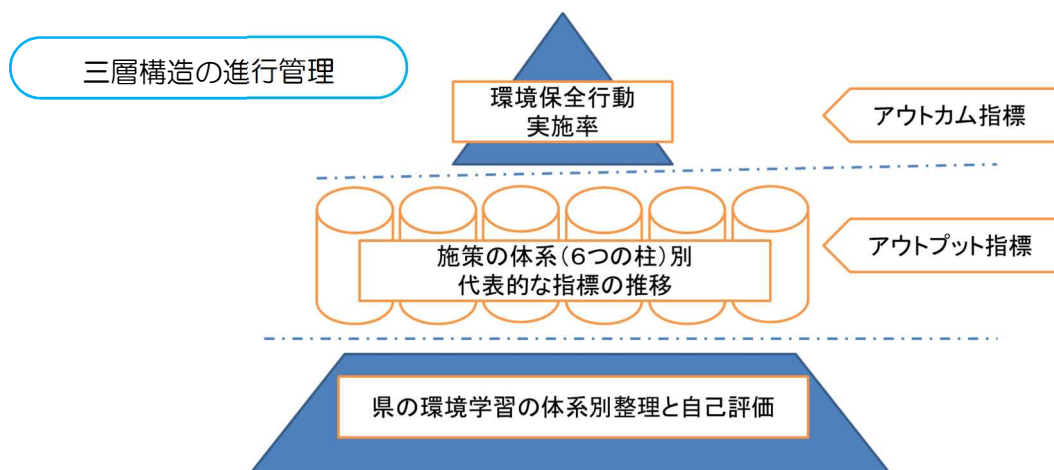 三層構造の進行管理
環境保全行動
実施率
アウトカム指標
施策の体系（６つの柱）別
代表的な指標の推移
アウトプット指標
県の環境学習の体系別整理と自己評価